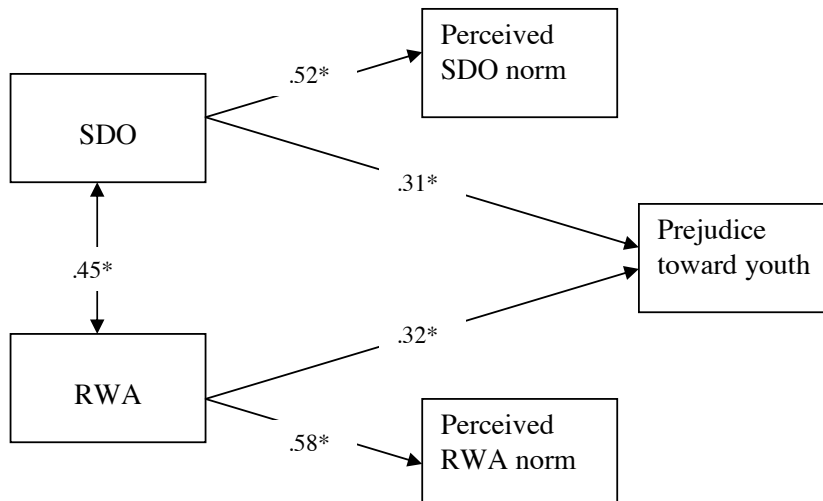 Perceived
SDO norm
.52*
SDO
.31*
Prejudice
toward youth
.45*
.32*
RWA
Perceived
RWA norm
.58*